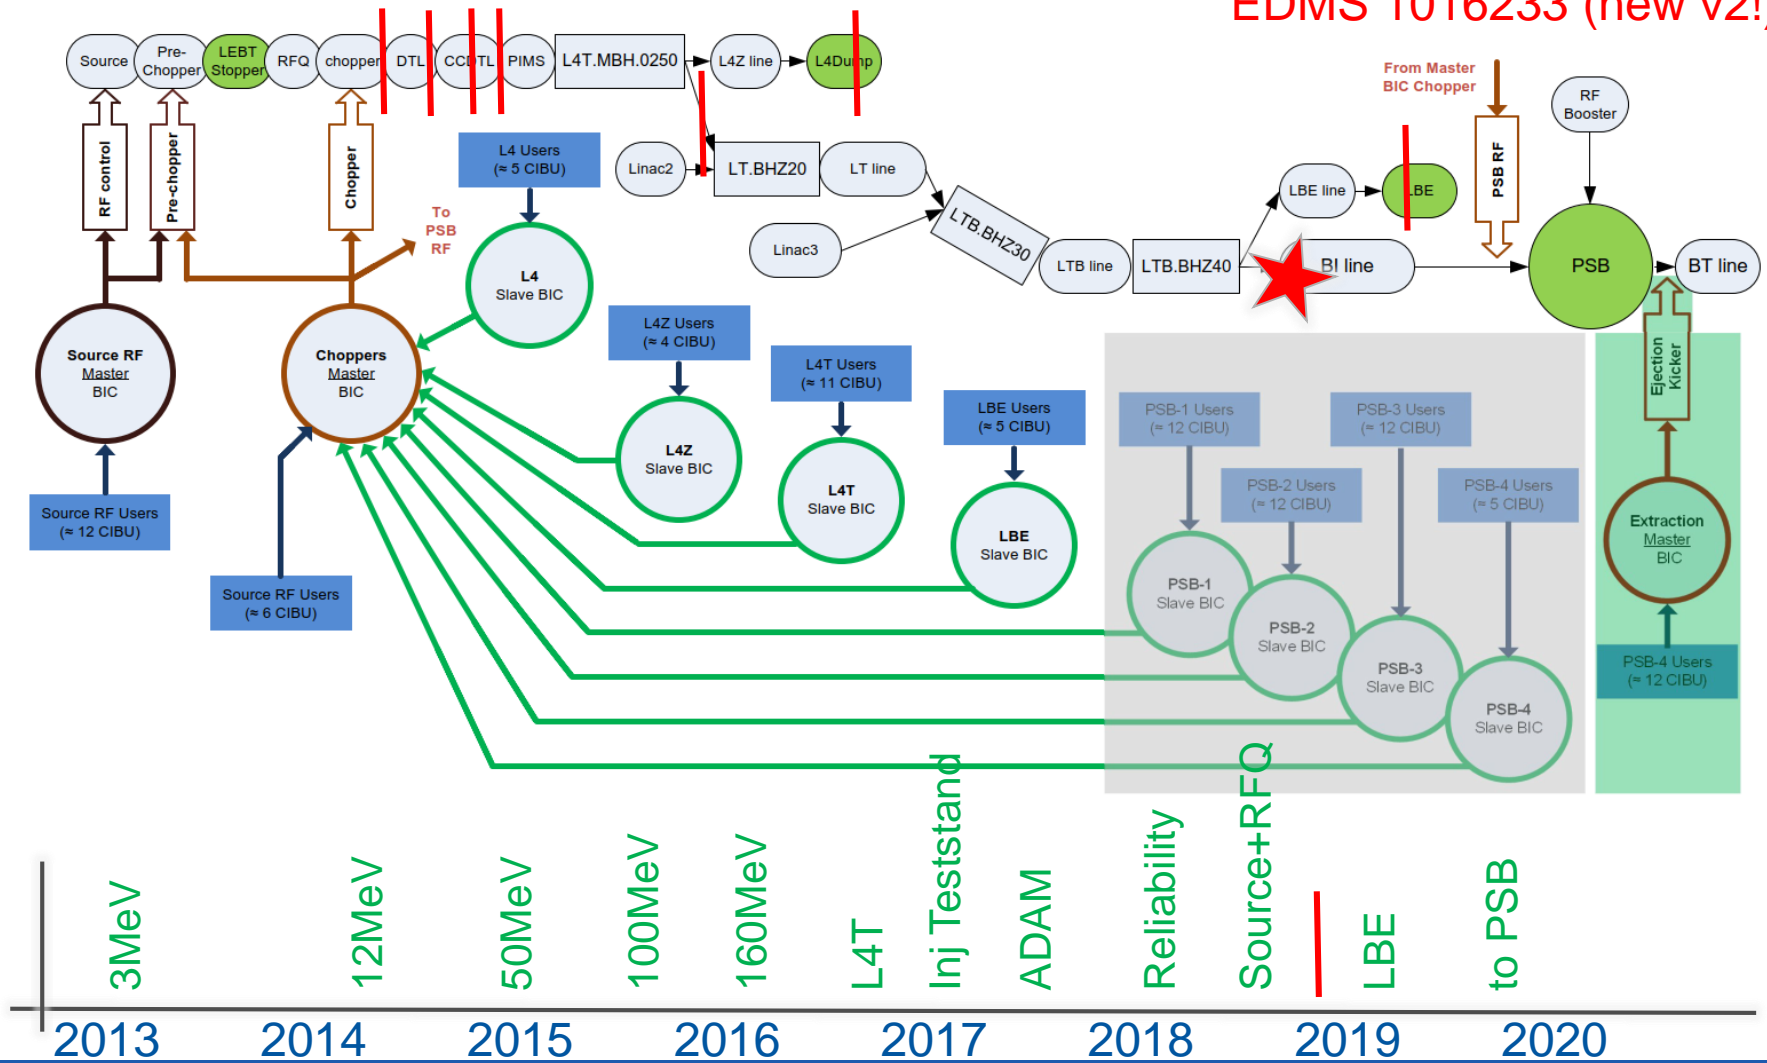 EDMS 1016233 (new v2!)
Source
Pre-
Chopper
LEBT
Stopper
RFQ
chopper
DTL
CCDTL
PIMS
L4T.MBH.0250
L4Z line
L4Dump
From Master
BIC Chopper
RF
Booster
RF control
Pre-chopper
Chopper
L4 Users
(≈ 5 CIBU)
Linac2
LT.BHZ20
LT line
LBE line
LBE
PSB RF
To
PSB
RF
Linac3
LTB.BHZ30
LTB line
LTB.BHZ40
BI line
PSB
BT line
L4
Slave BIC
Source RF
Master
BIC
Choppers
Master
BIC
L4Z Users
(≈ 4 CIBU)
L4T Users
(≈ 11 CIBU)
LBE Users
(≈ 5 CIBU)
PSB-1 Users
(≈ 12 CIBU)
PSB-3 Users
(≈ 12 CIBU)
Ejection
Kicker
L4Z
Slave BIC
L4T
Slave BIC
LBE
Slave BIC
PSB-2 Users
(≈ 12 CIBU)
PSB-4 Users
(≈ 5 CIBU)
Extraction
Master
BIC
Source RF Users
(≈ 12 CIBU)
Source RF Users
(≈ 6 CIBU)
PSB-1
Slave BIC
PSB-2
Slave BIC
PSB-3
Slave BIC
PSB-4
Slave BIC
PSB-4 Users
(≈ 12 CIBU)
3MeV
12MeV
50MeV
100MeV
160MeV
L4T
Inj Teststand
ADAM
Reliability
Source+RFQ
LBE
to PSB
2013
2014
2015
2016
2017
2018
2019
2020